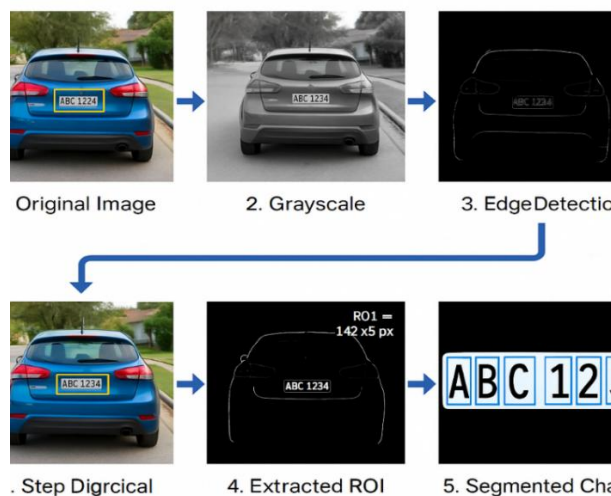 ABC 1224
ABC 1234
ABC 1234
Original Image
2. Grayscale
3. EdgeDetectio
ABC 1234
RO1 =
142 x5 px
ABC 1234
ABC 12
. Step Digrcical
4. Extracted ROI
5. Segmented Cha